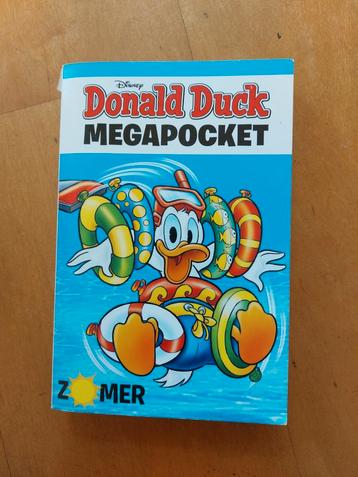 Disney
Donald Duck
MEGAPOCKET
ZOMER